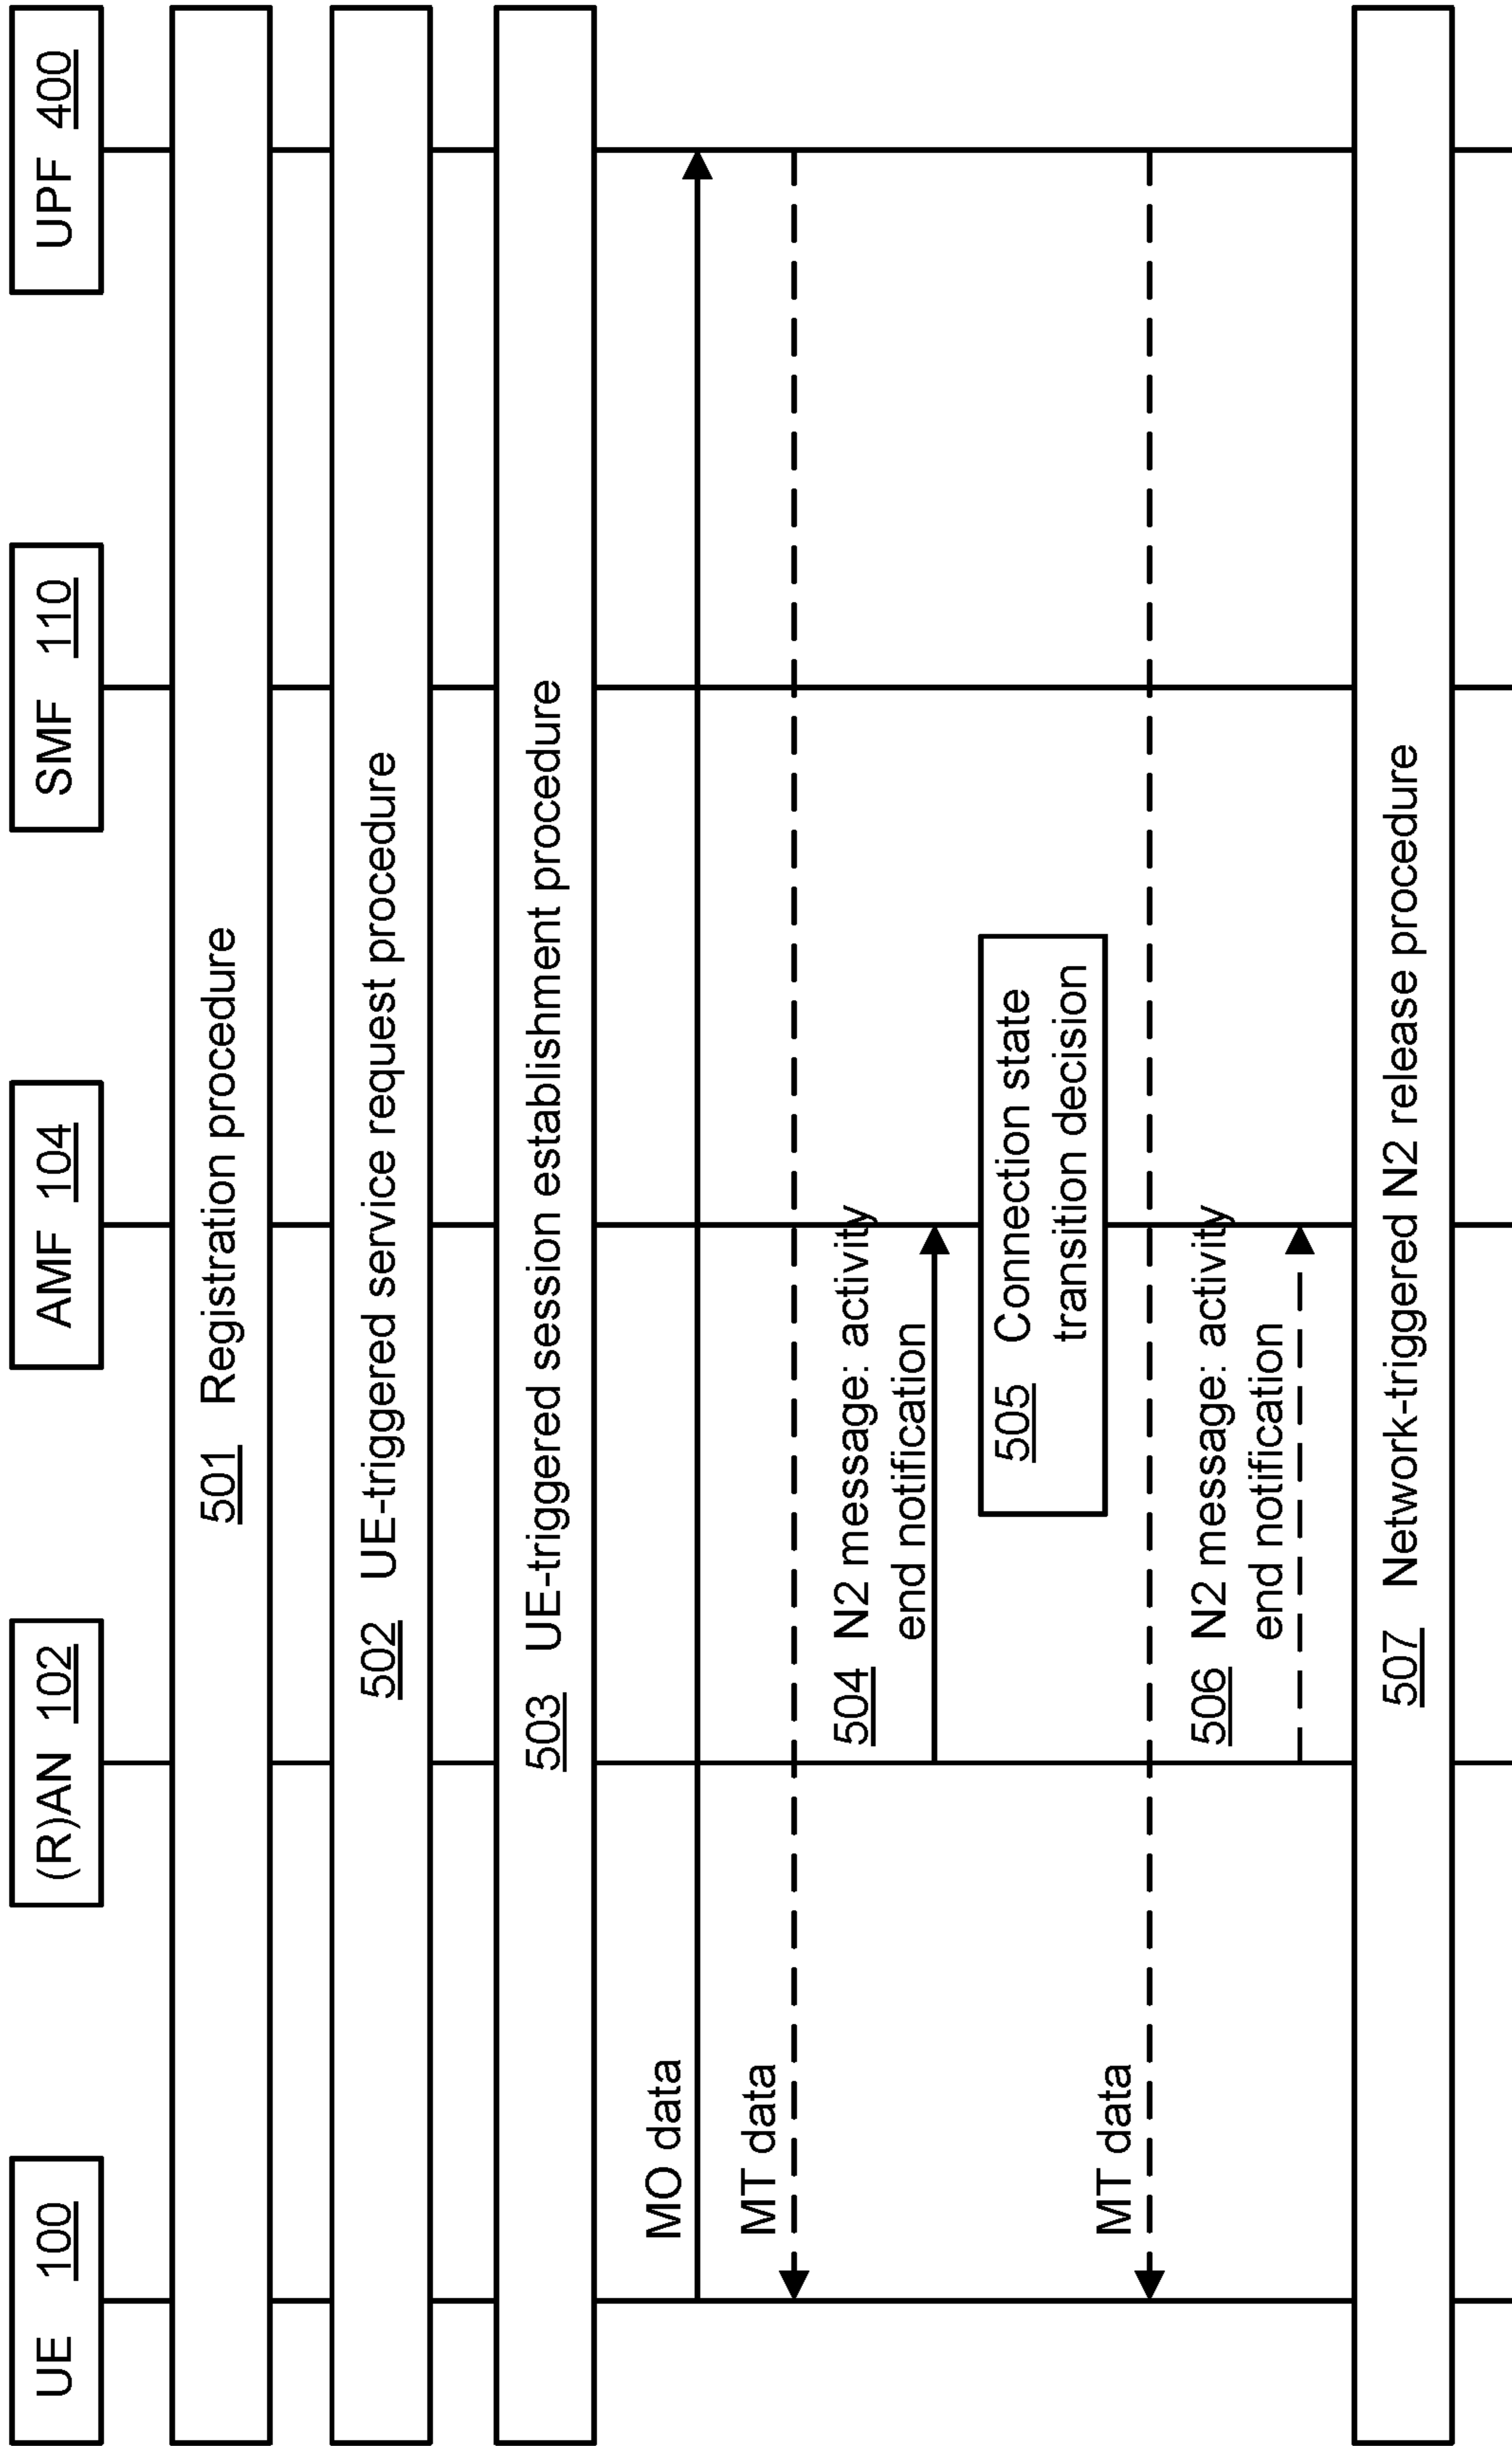 UE 100
(R)AN 102
AMF 104
SMF 110
UPF 400
501 Registration procedure
502 UE-triggered service request procedure
503 UE-triggered session establishment procedure
MO data
MT data
504 N2 message: activity
end notification
505 Connection state
transition decision
MT data
506 N2 message: activity
end notification
507 Network-triggered N2 release procedure